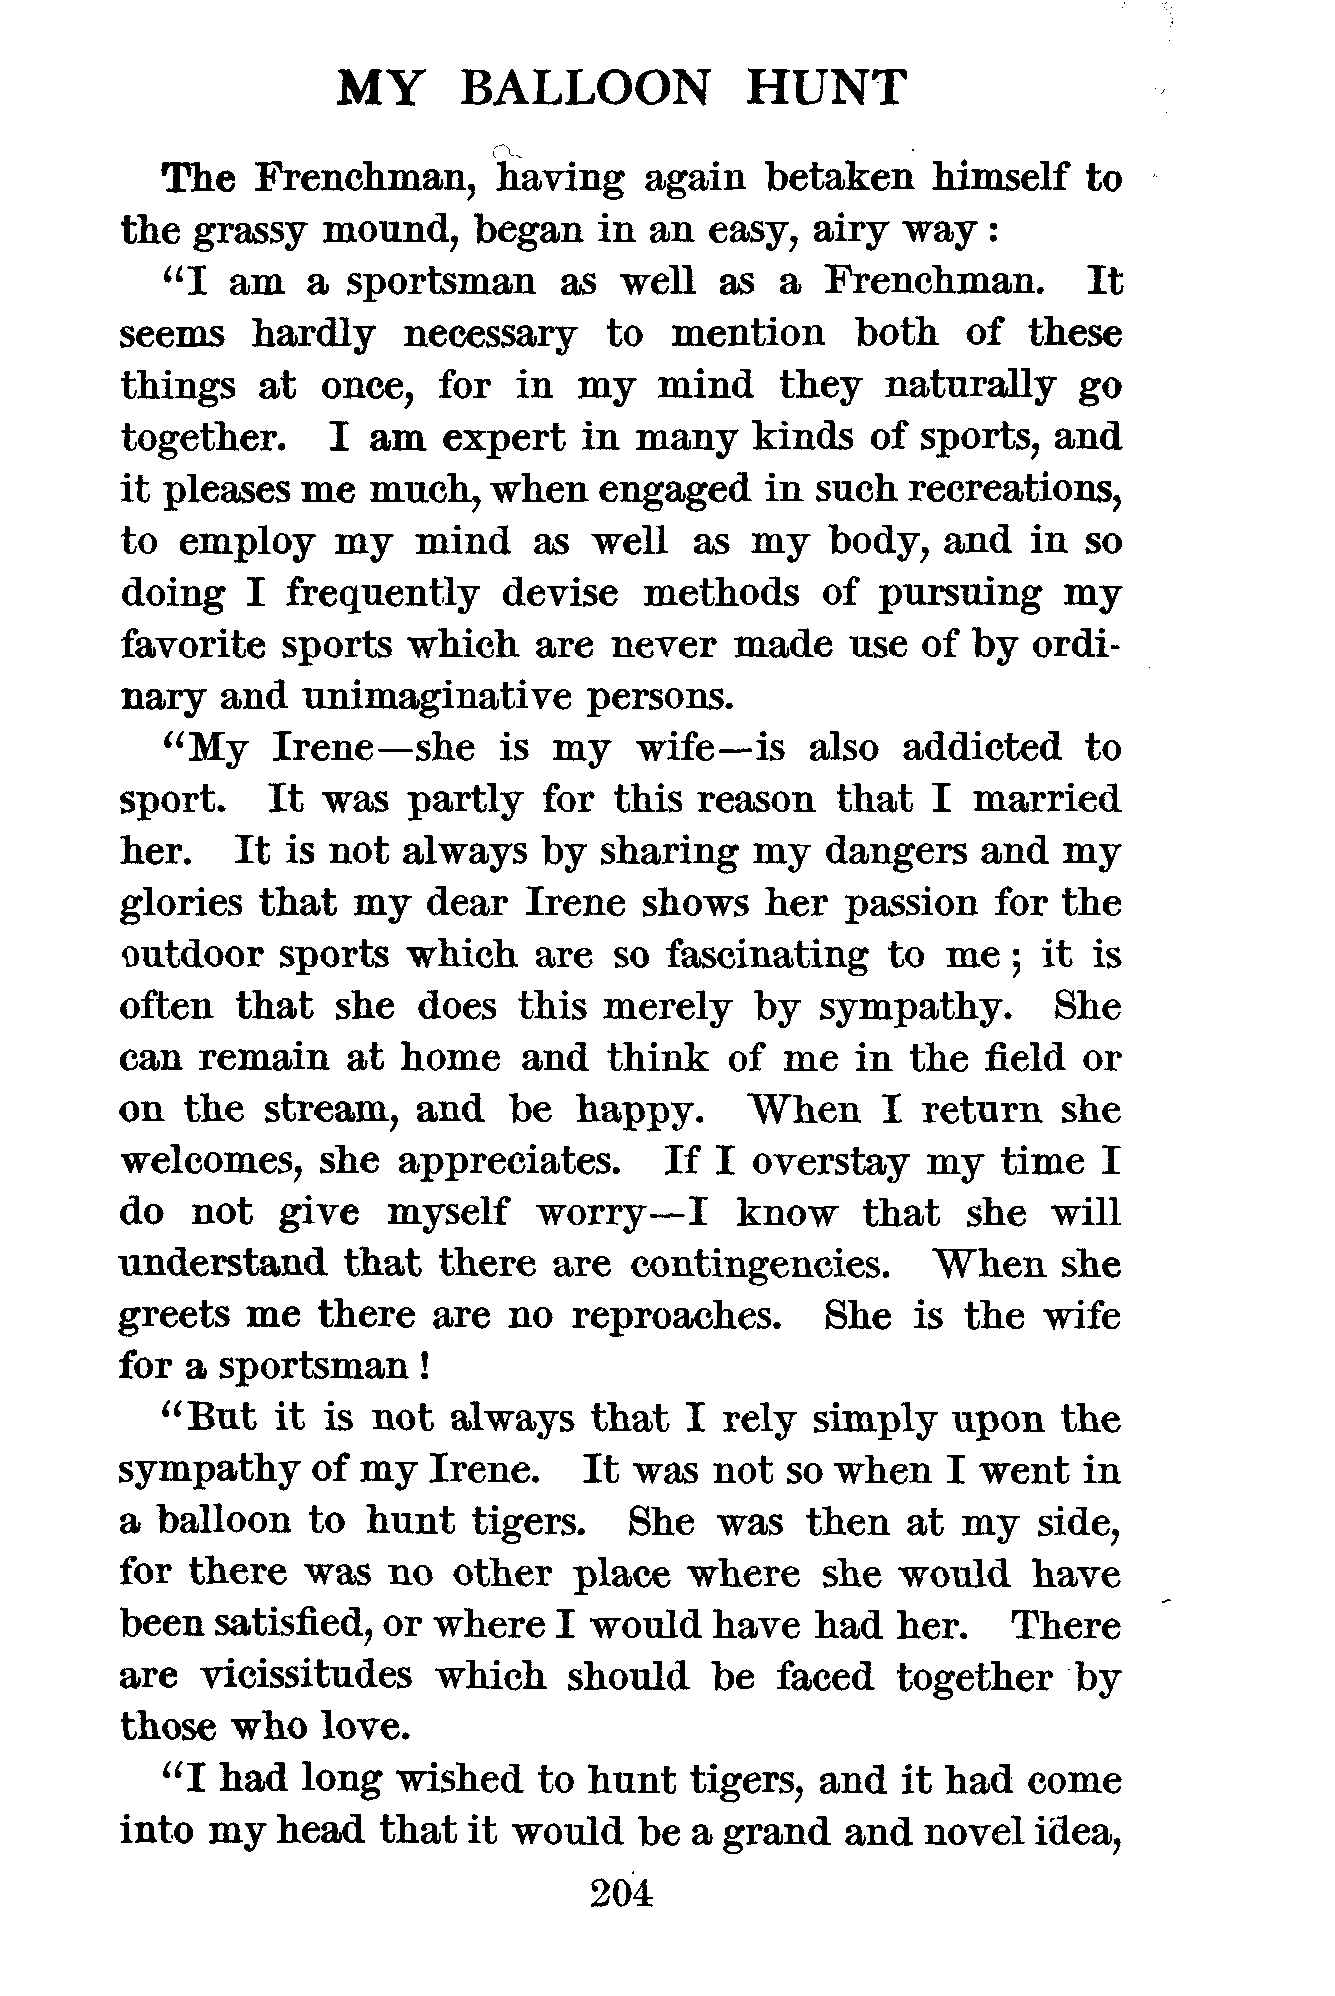 MY BALLOON HUNT
The Frenchman, having again betaken himself to
the grassy mound, began in an easy, airy way :
“I am a sportsman as well as a Frenchman. It
seems hardly necessary to mention both of these
things at once, for in my mind they naturally go
together. I am expert in many kinds of sports, and
it pleases me much, when engaged in such recreations,
to employ my mind as well as my body, and in so
doing I frequently devise methods of pursuing my
favorite sports which are never made use of by ordi-
nary and unimaginative persons.
“My Irene—she is my wife—is also addicted to
sport. It was partly for this reason that I married
her. It is not always by sharing my dangers and my
glories that my dear Irene shows her passion for the
outdoor sports which are so fascinating to me ; it is
often that she does this merely by sympathy. She
can remain at home and think of me in the field or
on the stream, and be happy. When I return she
welcomes, she appreciates. If I overstay my time I
do not give myself worry—I know that she will
understand that there are contingencies. When she
greets me there are no reproaches. She is the wife
for a sportsman !
“But it is not always that I rely simply upon the
sympathy of my Irene. It was not so when I went in
a balloon to hunt tigers. She was then at my side,
for there was no other place where she would have
been satisfied, or where I would have had her. There
are vicissitudes which should be faced together by
those who love.
“I had long wished to hunt tigers, and it had come
into my head that it would be a grand and novel idea,
204